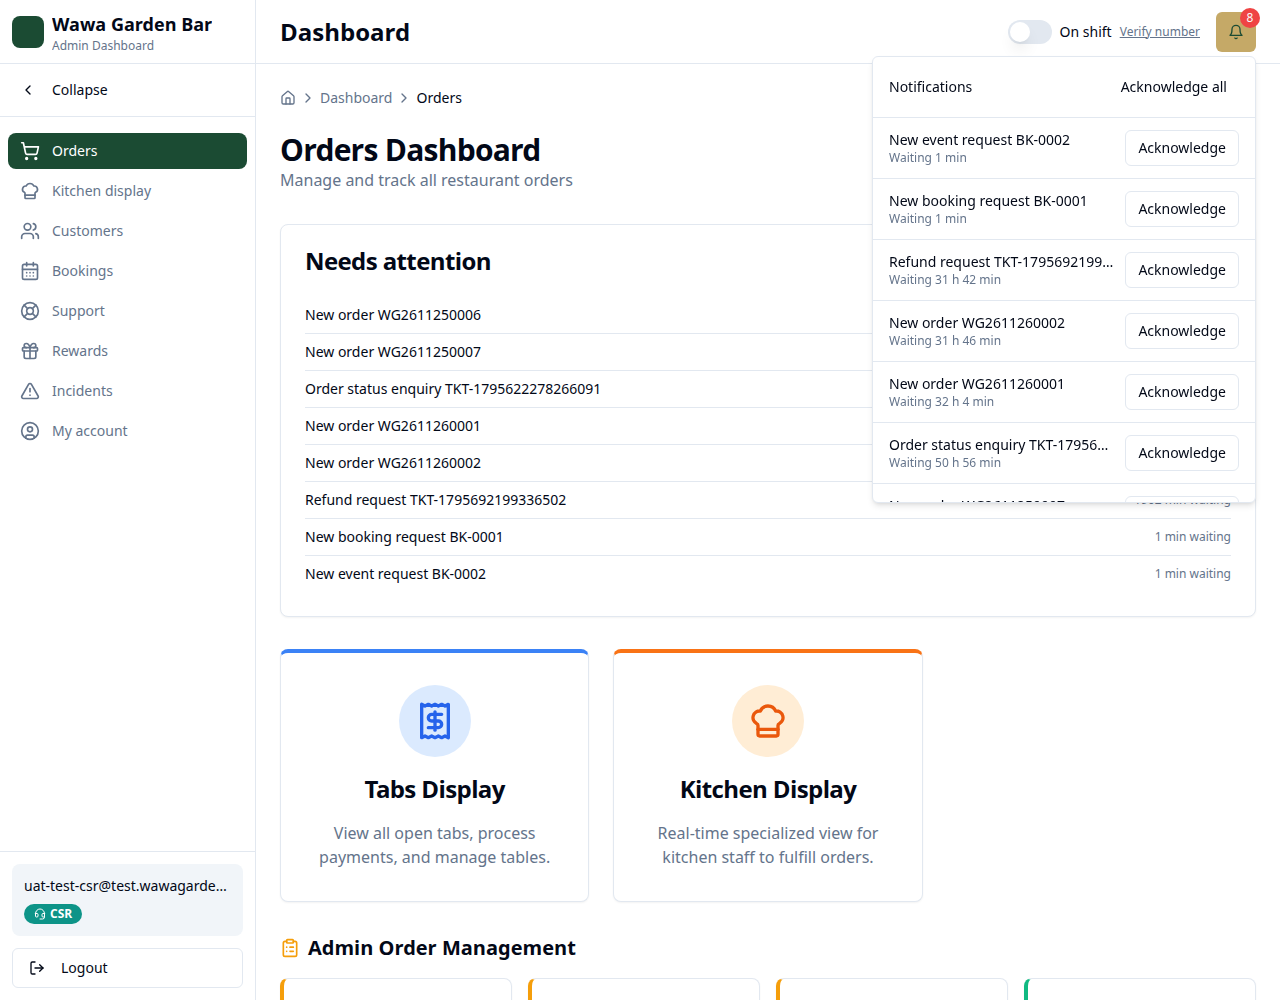 Wawa Garden Bar
Admin Dashboard
Collapse
Orders
Kitchen display
Customers
Bookings
Support
Rewards
Incidents
My account
uat-test-csr@test.wawagarde...
CSR
Logout
Dashboard
On shift
Verify number
8
Dashboard
Orders
Orders Dashboard
Manage and track all restaurant orders
Needs attention
New order WG2611250006
New order WG2611250007
Order status enquiry TKT-1795622278266091
New order WG2611260001
New order WG2611260002
Refund request TKT-1795692199336502
New booking request BK-0001
1 min waiting
New event request BK-0002
1 min waiting
Notifications
Acknowledge all
New event request BK-0002
Waiting 1 min
Acknowledge
New booking request BK-0001
Waiting 1 min
Acknowledge
Refund request TKT-1795692199...
Waiting 31 h 42 min
Acknowledge
New order WG2611260002
Waiting 31 h 46 min
Acknowledge
New order WG2611260001
Waiting 32 h 4 min
Acknowledge
Order status enquiry TKT-17956...
Waiting 50 h 56 min
Acknowledge
Tabs Display
View all open tabs, process
payments, and manage tables.
Kitchen Display
Real-time specialized view for
kitchen staff to fulfill orders.
Admin Order Management